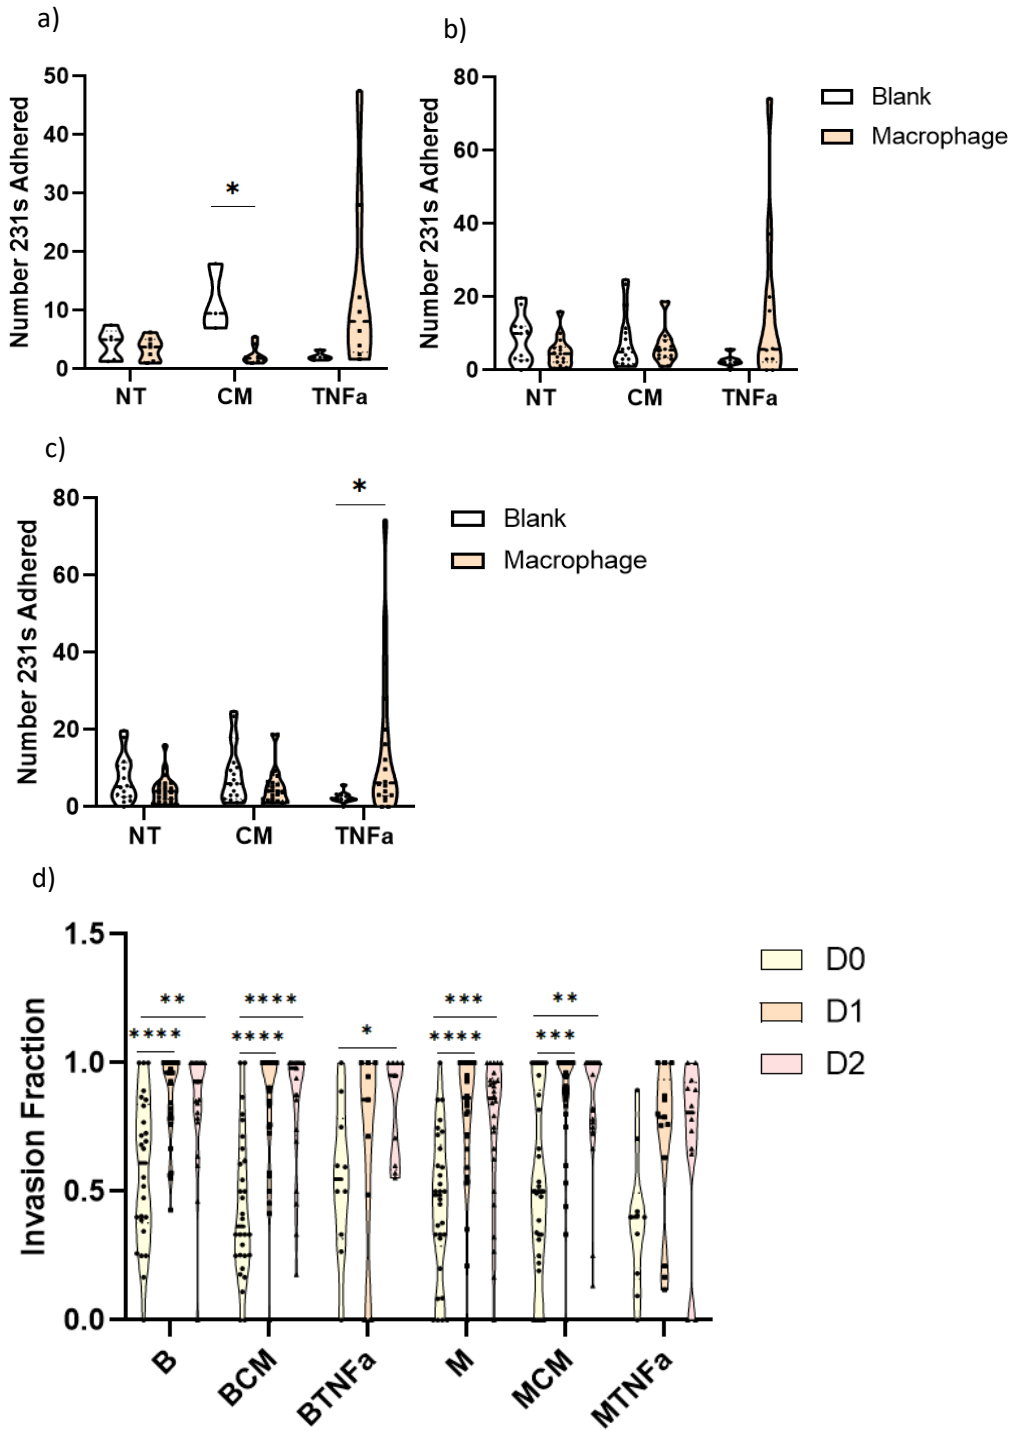 a)
Number 231s Adhered
50
40
30
20
10
0
*
NT CM TNFa
b)
Number 231s Adhered
80
60
40
20
0
NT CM TNFa
Blank
Macrophage
c)
Number 231s Adhered
80
60
40
20
0
*
NT CM TNFa
Blank
Macrophage
d)
Invasion Fraction
1.5
1.0
0.5
0.0
** **** * *** **
**** **** **** ***
B BCM BTNFa M MCM MTNFa
D0
D1
D2